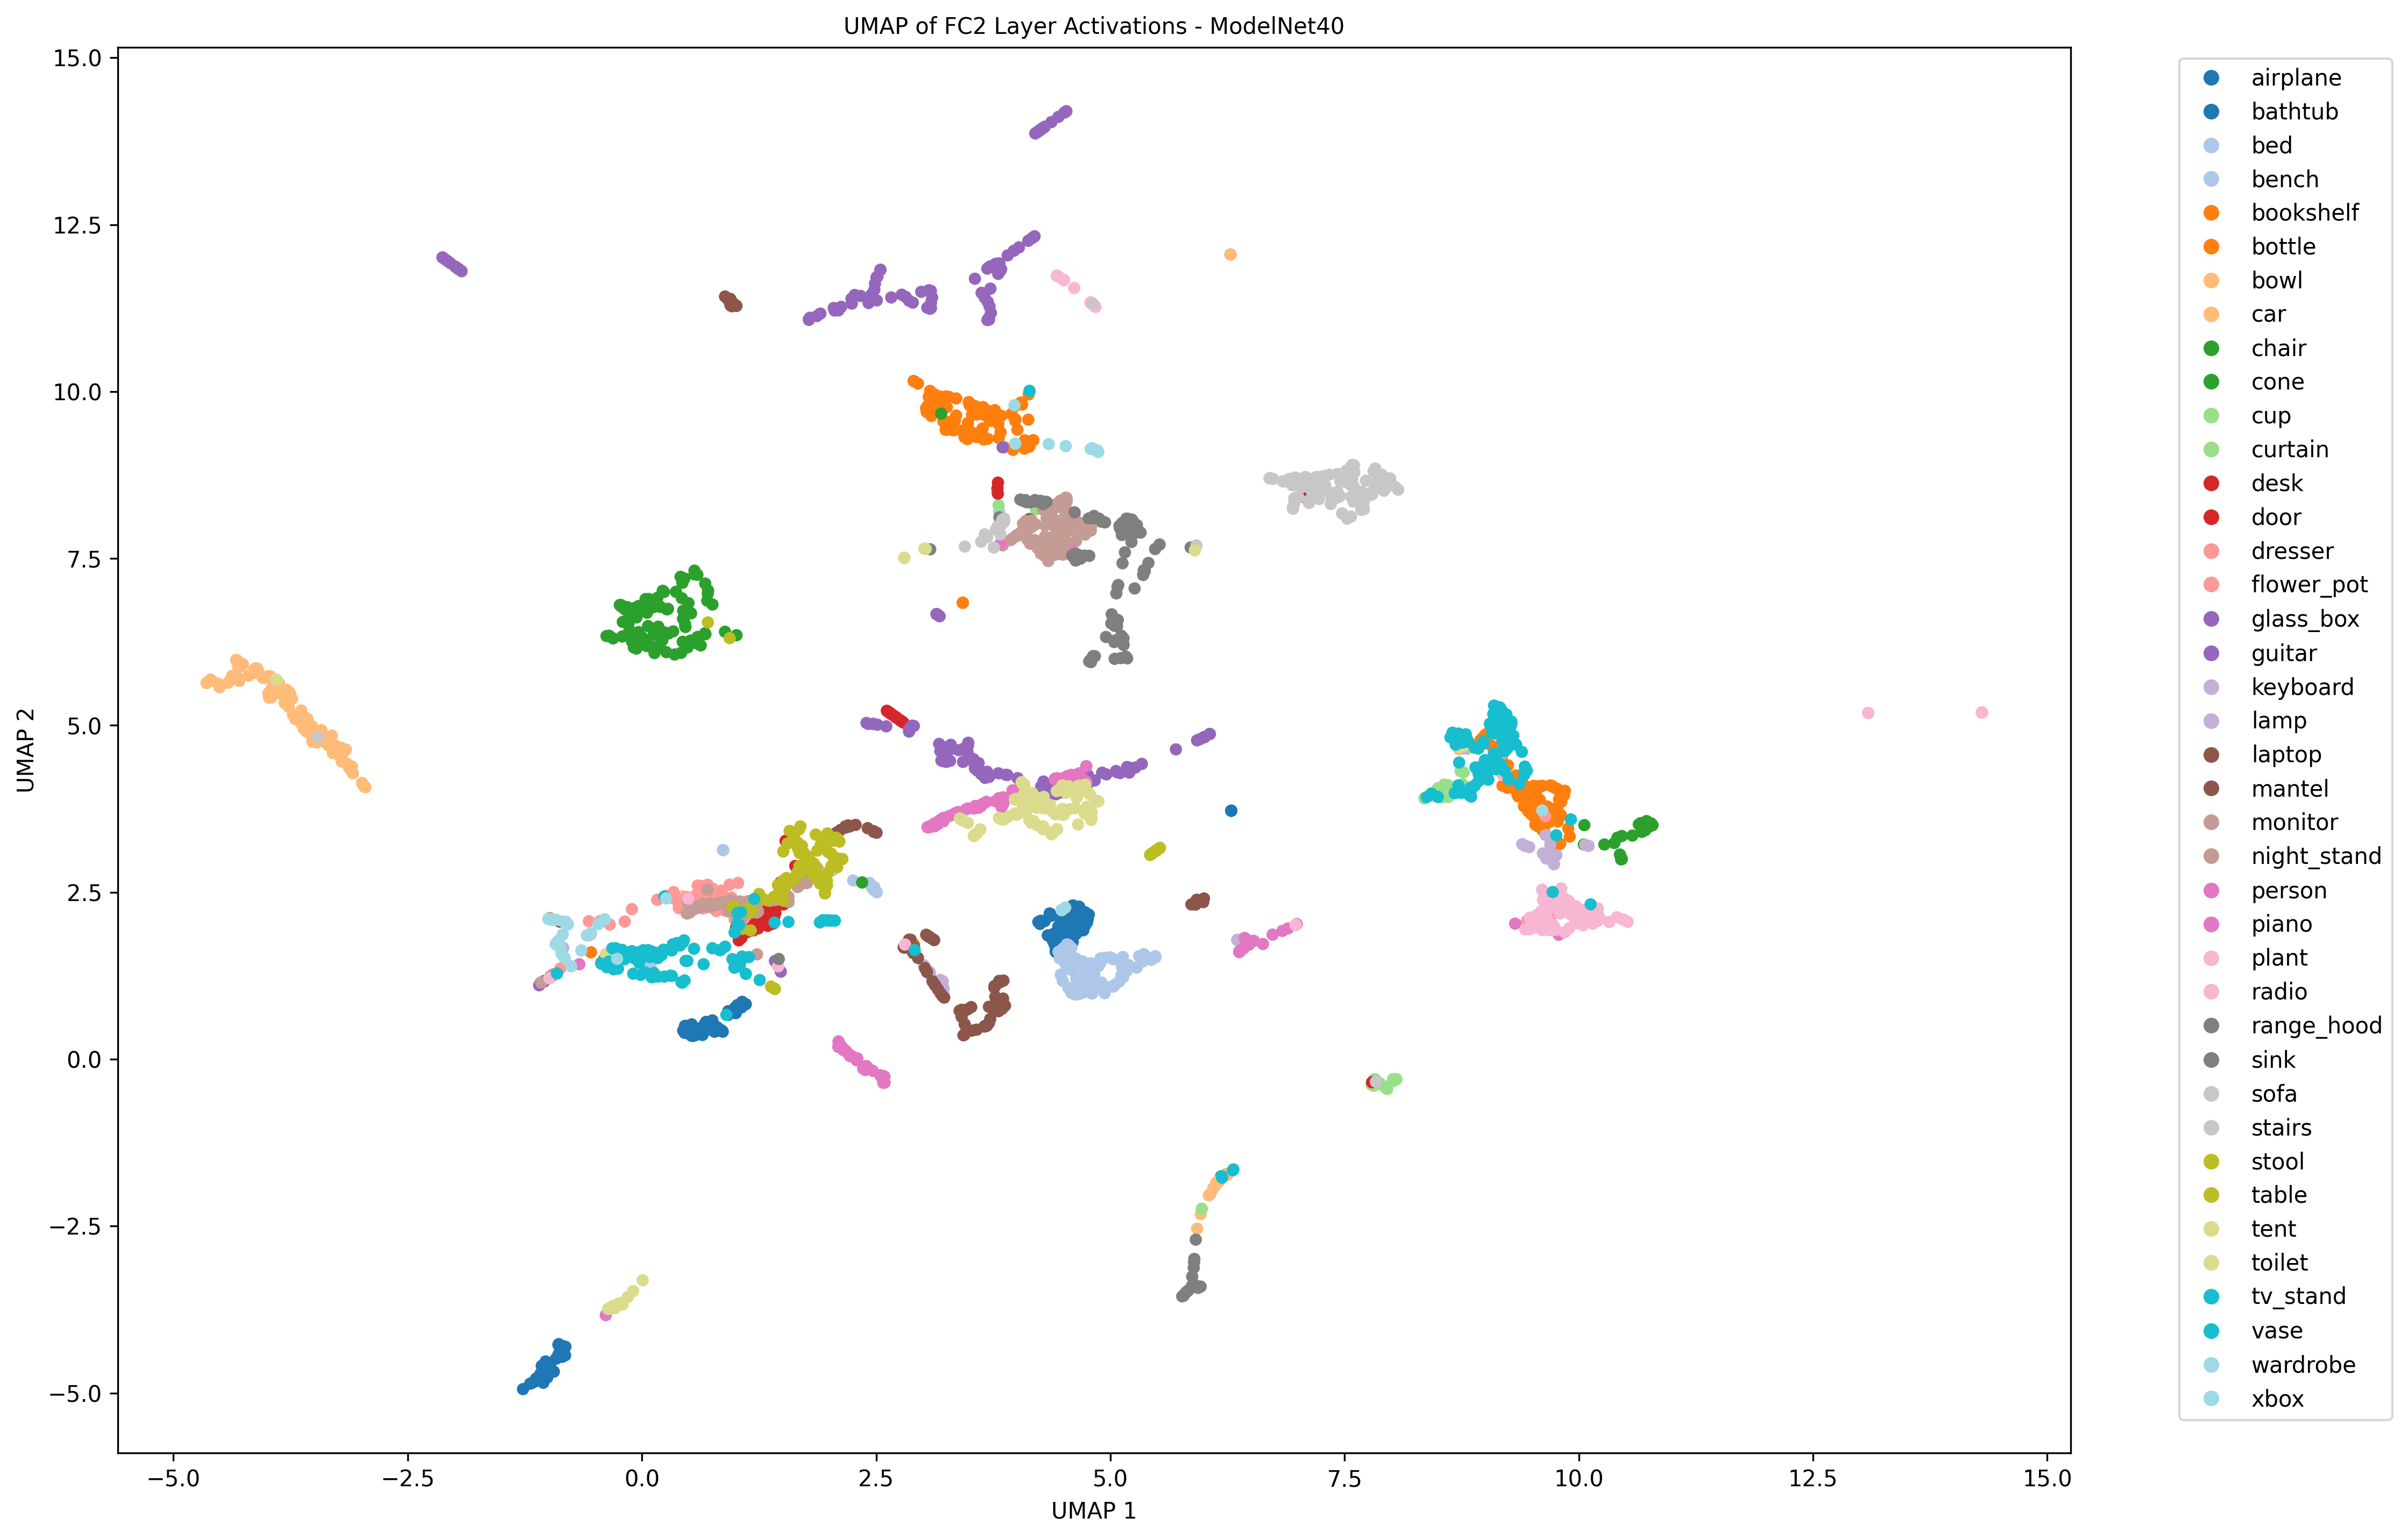 UMAP of FC2 Layer Activations - ModelNet40
15.0
12.5
10.0
7.5
5.0
2.5
0.0
−2.5
−5.0
UMAP 2
−5.0 −2.5 0.0 2.5 5.0 7.5 10.0 12.5 15.0
UMAP 1
airplane
bathtub
bed
bench
bookshelf
bottle
bowl
car
chair
cone
cup
curtain
desk
door
dresser
flower_pot
glass_box
guitar
keyboard
lamp
laptop
mantel
monitor
night_stand
person
piano
plant
radio
range_hood
sink
sofa
stairs
stool
table
tent
toilet
tv_stand
vase
wardrobe
xbox